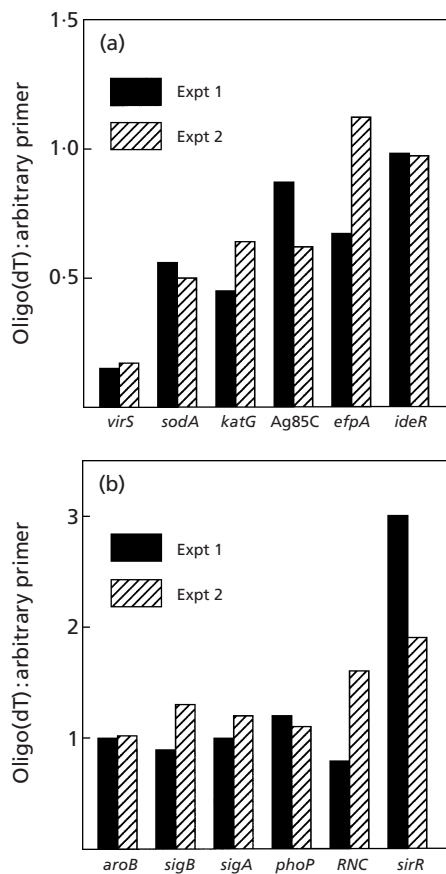 (a)
1·5
1·0
0·5
Oligo(dT):arbitrary primer
Expt 1
Expt 2
virS sodA katG Ag85C efpA ideR
(b)
3
2
1
Oligo(dT):arbitrary primer
Expt 1
Expt 2
aroB sigB sigA phoP RNC sirR